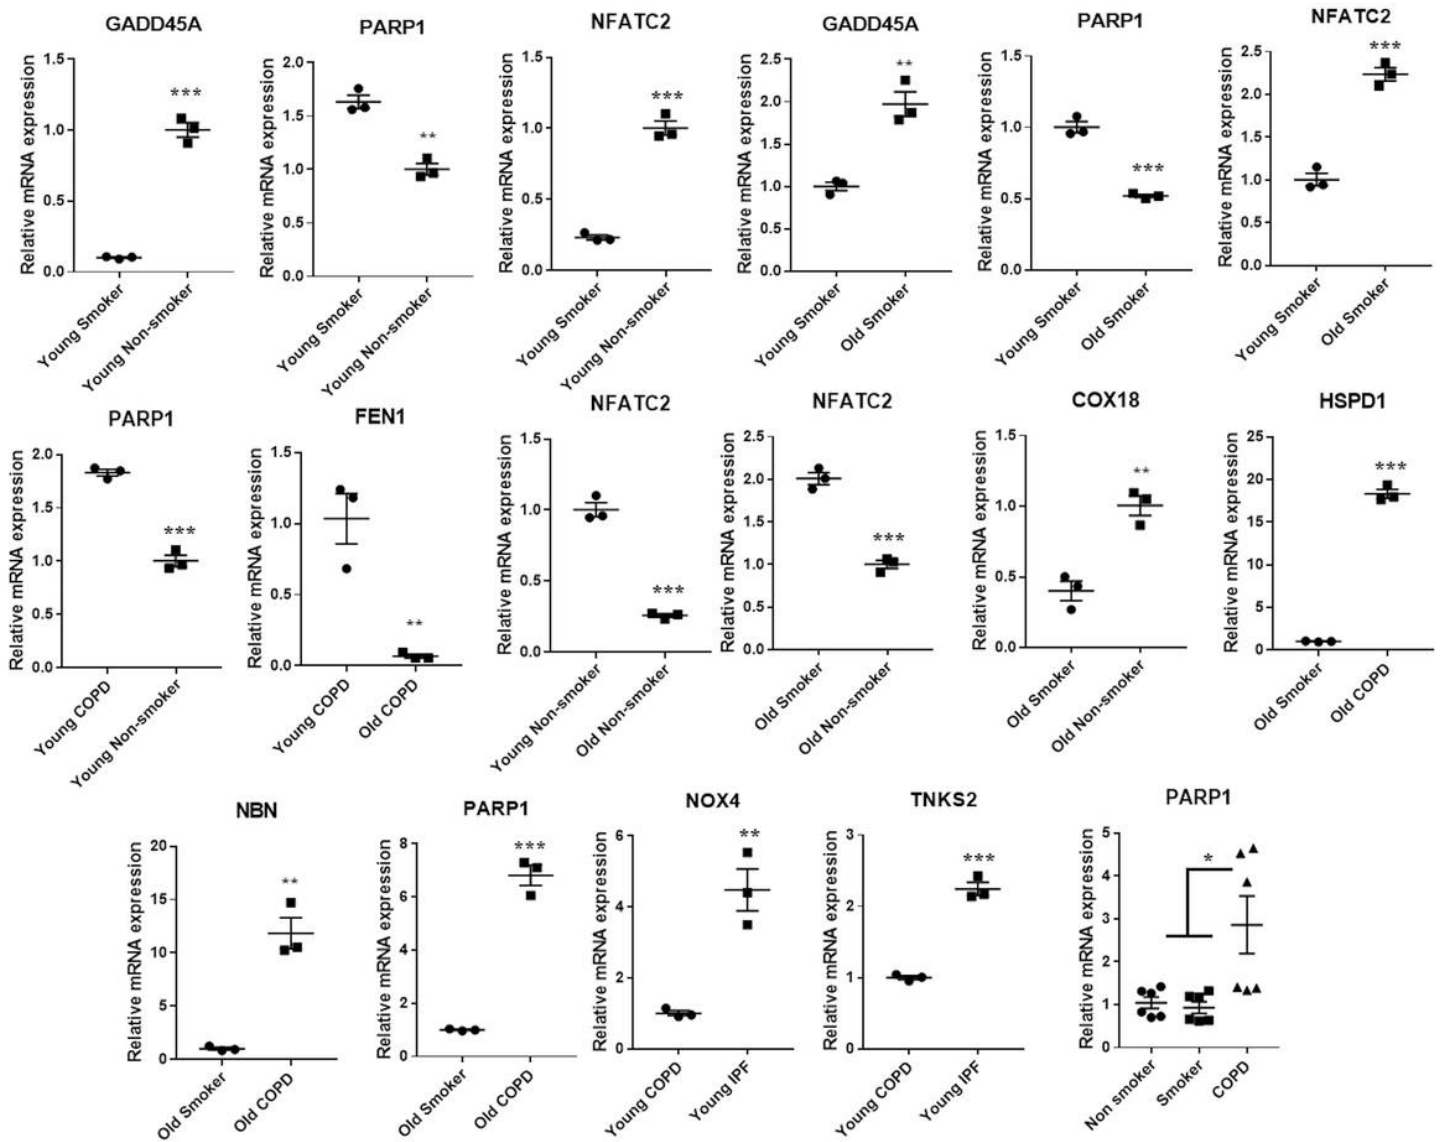 GADD45A
Relative mRNA expression
1.5
1.0
0.5
0.0
***
Young Smoker
Young Non-smoker
PARP1
Relative mRNA expression
2.0
1.5
1.0
0.5
0.0
**
Young Smoker
Young Non-smoker
NFATC2
Relative mRNA expression
1.5
1.0
0.5
0.0
***
Young Smoker
Young Non-smoker
GADD45A
Relative mRNA expression
2.5
2.0
1.5
1.0
0.5
0.0
**
Young Smoker
Old Smoker
PARP1
Relative mRNA expression
1.5
1.0
0.5
0.0
***
Young Smoker
Old Smoker
NFATC2
Relative mRNA expression
2.5
2.0
1.5
1.0
0.5
0.0
***
Young Smoker
Old Smoker
PARP1
Relative mRNA expression
2.0
1.5
1.0
0.5
0.0
***
Young COPD
Young Non-smoker
FEN1
Relative mRNA expression
1.5
1.0
0.5
0.0
**
Young COPD
Old COPD
NFATC2
Relative mRNA expression
1.5
1.0
0.5
0.0
***
Young Non-smoker
Old Non-smoker
NFATC2
Relative mRNA expression
2.5
2.0
1.5
1.0
0.5
0.0
***
Old Smoker
Old Non-smoker
COX18
Relative mRNA expression
1.5
1.0
0.5
0.0
**
Old Smoker
Old Non-smoker
HSPD1
Relative mRNA expression
25
20
15
10
5
0
***
Old Smoker
Old COPD
NBN
Relative mRNA expression
20
15
10
5
0
**
Old Smoker
Old COPD
PARP1
Relative mRNA expression
8
6
4
2
0
***
Old Smoker
Old COPD
NOX4
Relative mRNA expression
6
4
2
0
**
Young COPD
Young IPF
TNKS2
Relative mRNA expression
3
2
1
0
***
Young COPD
Young IPF
PARP1
Relative mRNA expression
5
4
3
2
1
0
*
Non smoker
Smoker
COPD